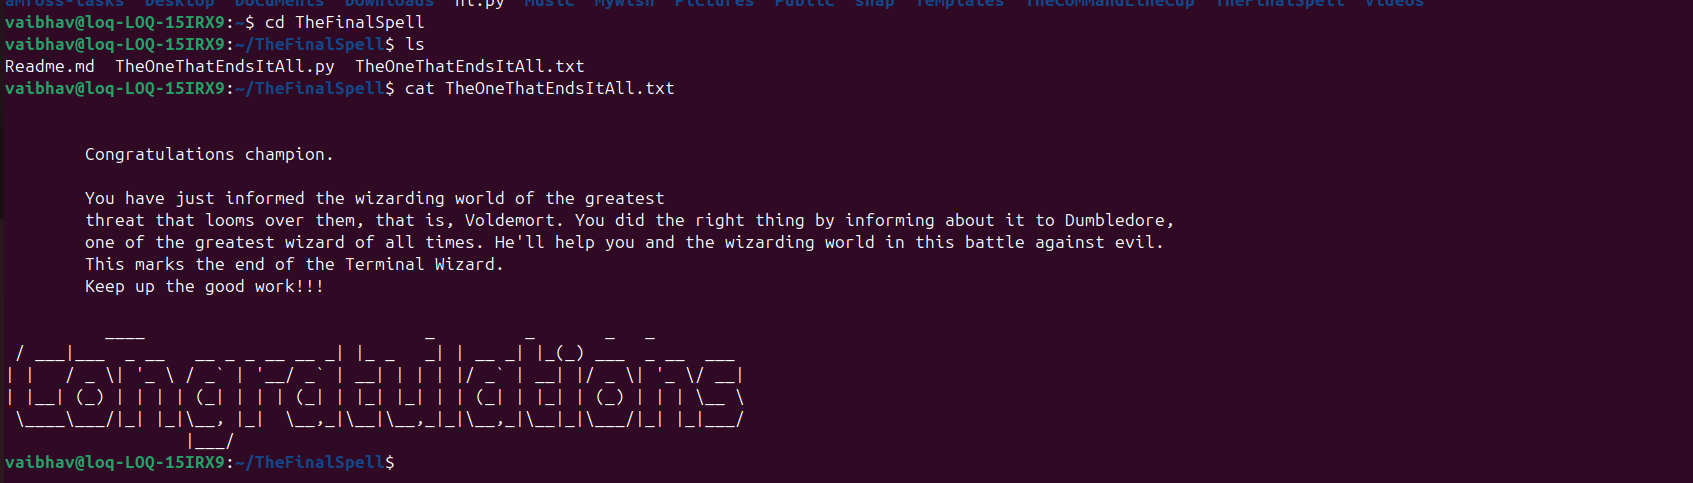 amfoss-tasks  Desktop  Documents  Downloads  hi.py  Music  Mywish  Pictures  Public  snap  Templates  TheCoMMandLineCup  TheFinalSpell  Videos
vaibhav@loq-LOQ-15IRX9:~$ cd TheFinalSpell
vaibhav@loq-LOQ-15IRX9:~/TheFinalSpell$ ls
Readme.md  TheOneThatEndsItAll.py  TheOneThatEndsItAll.txt
vaibhav@loq-LOQ-15IRX9:~/TheFinalSpell$ cat TheOneThatEndsItAll.txt
Congratulations champion.
You have just informed the wizarding world of the greatest
threat that looms over them, that is, Voldemort. You did the right thing by informing about it to Dumbledore,
one of the greatest wizard of all times. He'll help you and the wizarding world in this battle against evil.
This marks the end of the Terminal Wizard.
Keep up the good work!!!
Congratulations
vaibhav@loq-LOQ-15IRX9:~/TheFinalSpell$